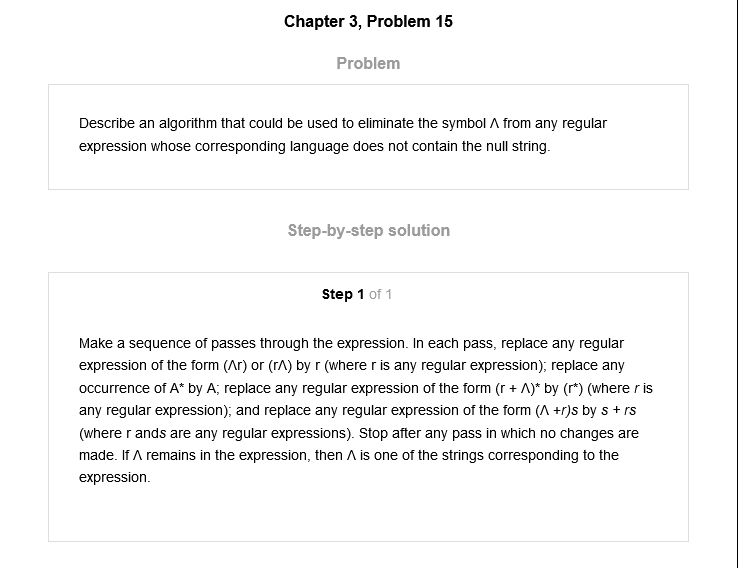 Chapter 3, Problem 15
Problem
Describe an algorithm that could be used to eliminate the symbol Λ from any regular
expression whose corresponding language does not contain the null string.
Step-by-step solution
Step 1 of 1
Make a sequence of passes through the expression. In each pass, replace any regular
expression of the form (Λr) or (rΛ) by r (where r is any regular expression); replace any
occurrence of A* by A; replace any regular expression of the form (r + Λ)* by (r*) (where r is
any regular expression); and replace any regular expression of the form (Λ +r)s by s + rs
(where r ands are any regular expressions). Stop after any pass in which no changes are
made. If Λ remains in the expression, then Λ is one of the strings corresponding to the
expression.